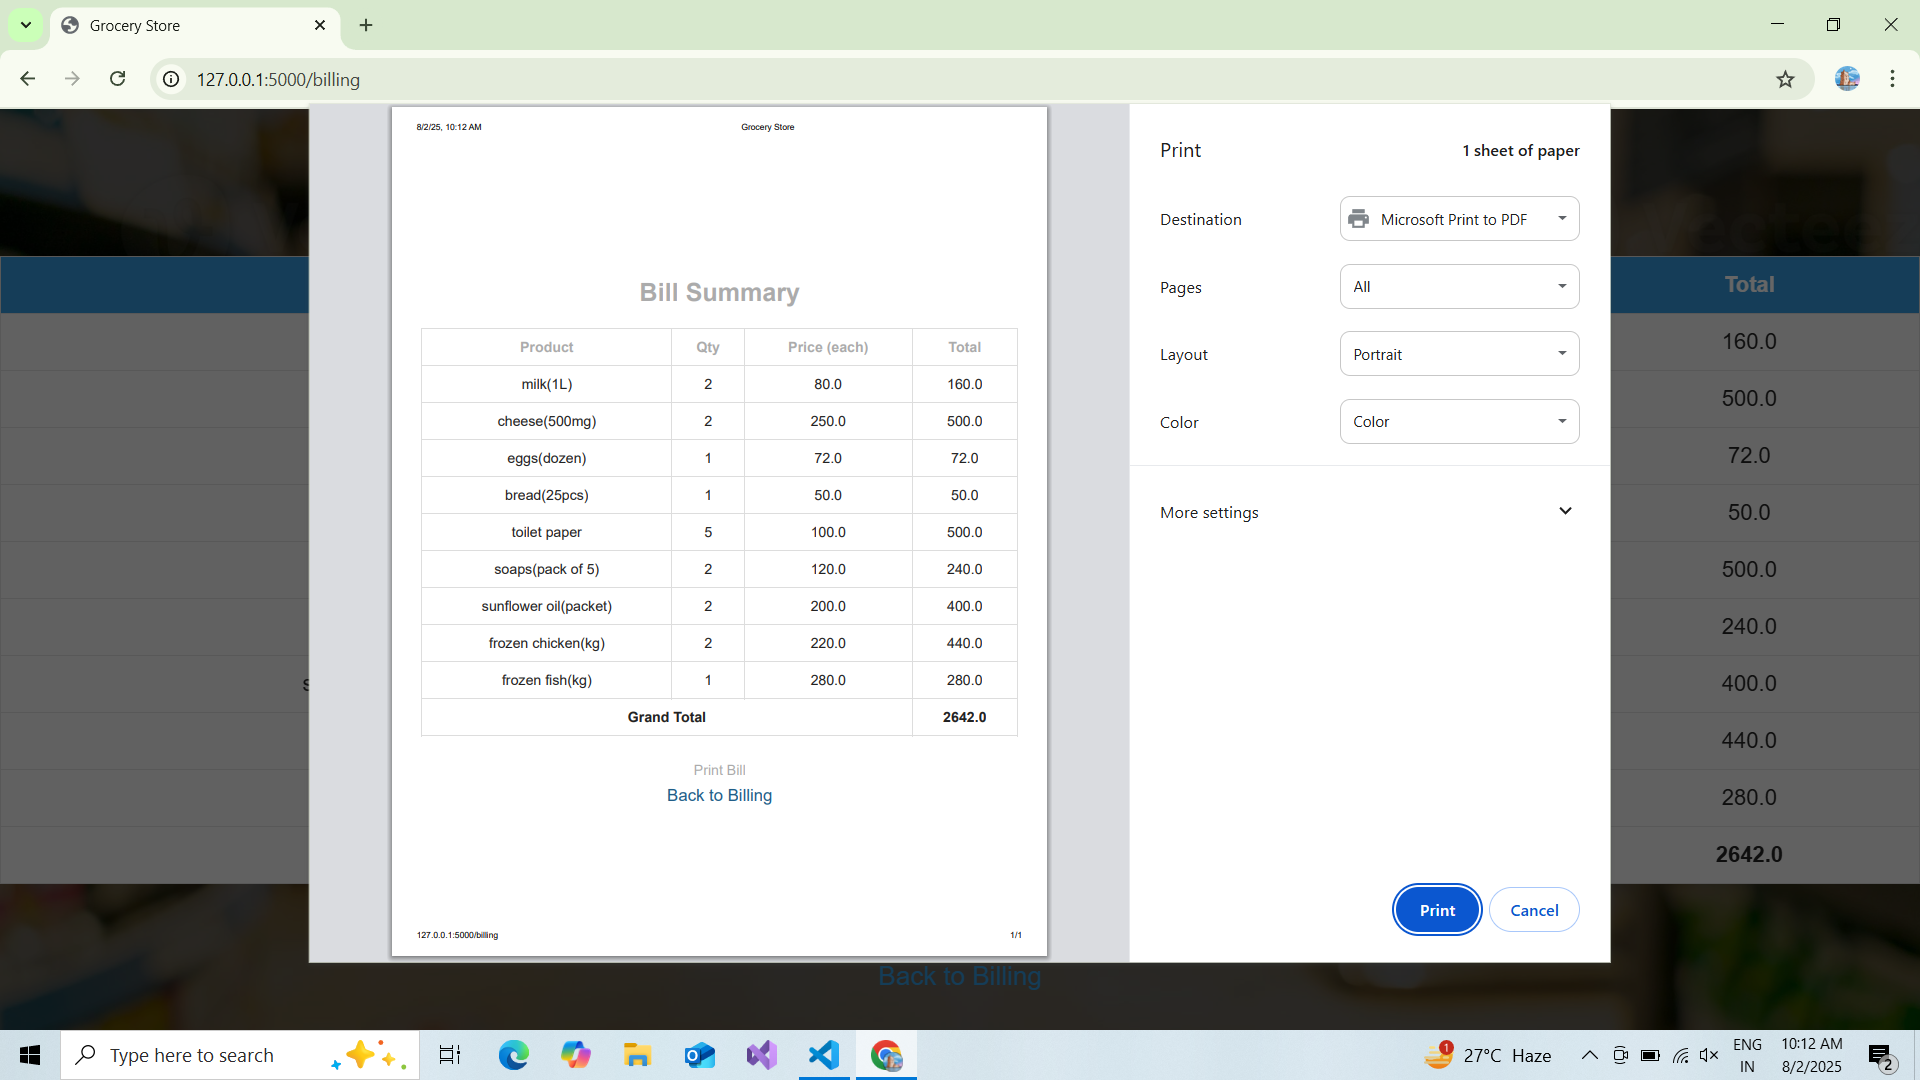 Grocery Store
127.0.0.1:5000/billing
8/2/25, 10:12 AM Grocery Store
Bill Summary
Product Qty Price (each) Total
milk(1L) 2 80.0 160.0
cheese(500mg) 2 250.0 500.0
eggs(dozen) 1 72.0 72.0
bread(25pcs) 1 50.0 50.0
toilet paper 5 100.0 500.0
soaps(pack of 5) 2 120.0 240.0
sunflower oil(packet) 2 200.0 400.0
frozen chicken(kg) 2 220.0 440.0
frozen fish(kg) 1 280.0 280.0
Grand Total 2642.0
Print Bill
Back to Billing
127.0.0.1:5000/billing 1/1
Print 1 sheet of paper
Destination Microsoft Print to PDF
Pages All
Layout Portrait
Color Color
More settings
Print Cancel
Total
160.0
500.0
72.0
50.0
500.0
240.0
s 400.0
440.0
280.0
2642.0
Back to Billing
Type here to search
1 27°C Haze
ENG
IN
10:12 AM
8/2/2025
2